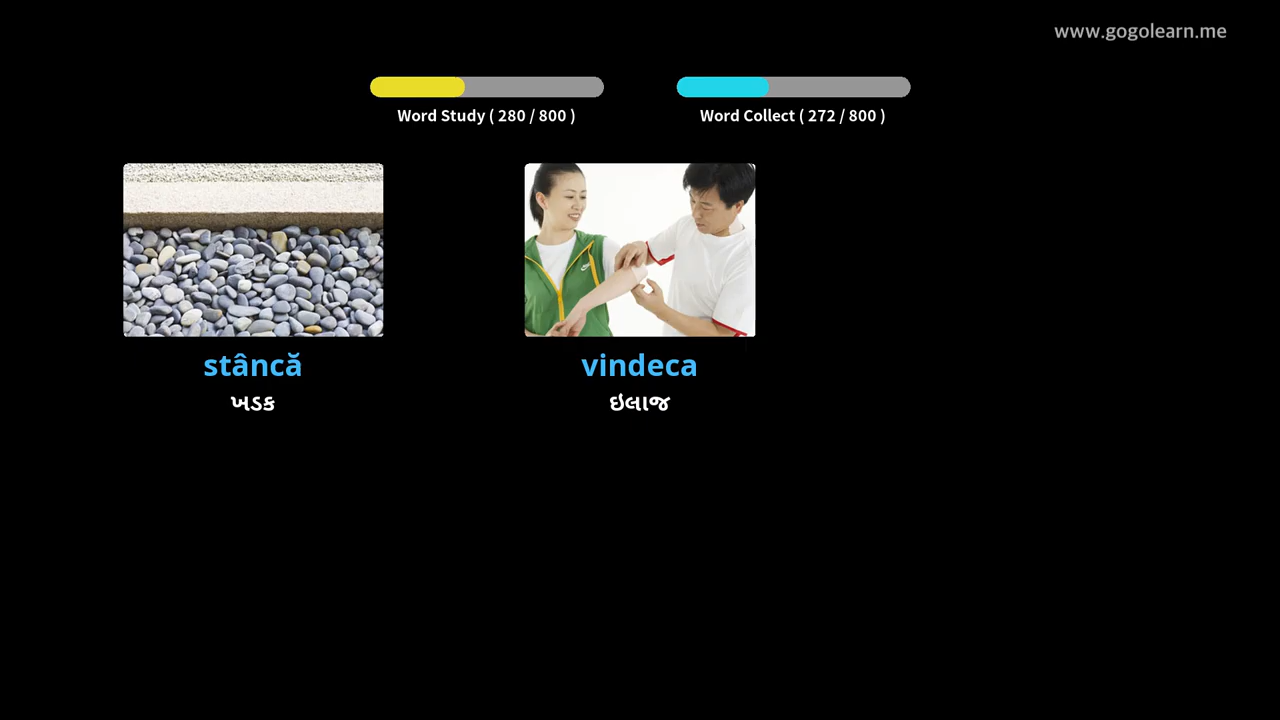 www.gogolearn.me
Word Study ( 280 / 800 )
Word Collect ( 272 / 800 )
stâncă
vindeca
ખડક
ઇલાજ